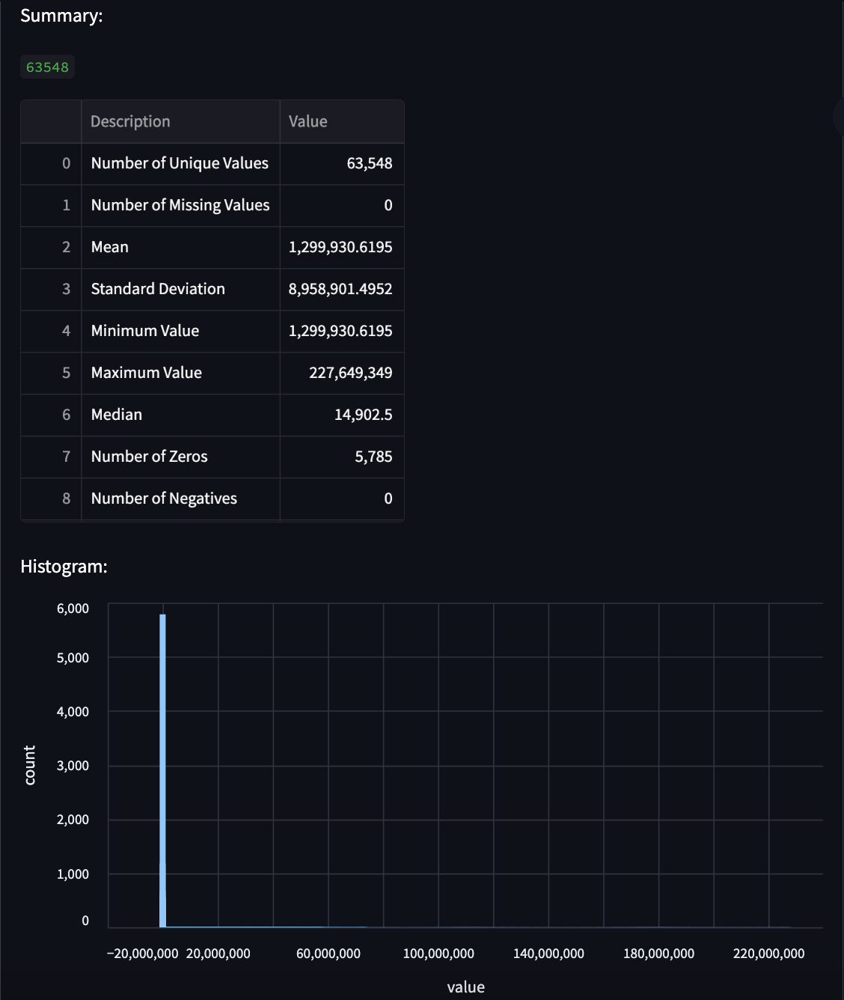 Summary:
63548
Description Value
0 Number of Unique Values 63,548
1 Number of Missing Values 0
2 Mean 1,299,930.6195
3 Standard Deviation 8,958,901.4952
4 Minimum Value 1,299,930.6195
5 Maximum Value 227,649,349
6 Median 14,902.5
7 Number of Zeros 5,785
8 Number of Negatives 0
Histogram:
6,000
5,000
4,000
3,000
2,000
1,000
0
count
−20,000,000 20,000,000 60,000,000 100,000,000 140,000,000 180,000,000 220,000,000
value